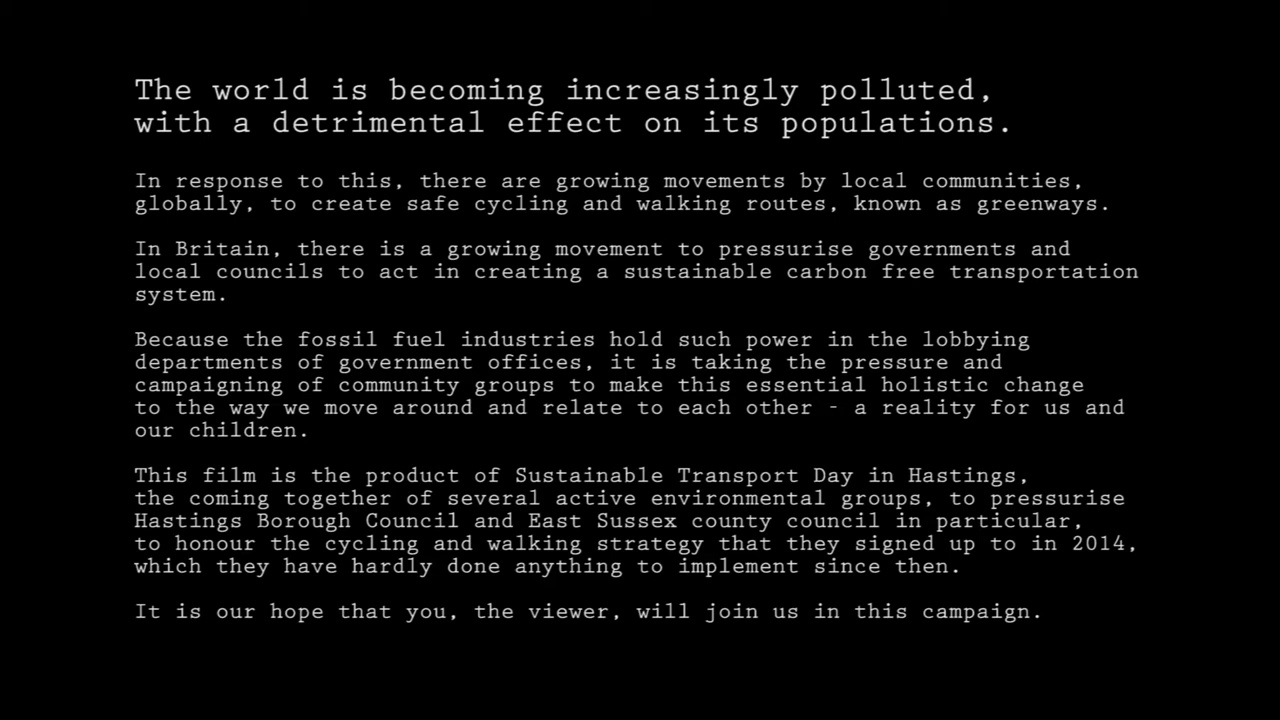 The world is becoming increasingly polluted,
with a detrimental effect on its populations.
In response to this, there are growing movements by local communities,
globally, to create safe cycling and walking routes, known as greenways.
In Britain, there is a growing movement to pressurise governments and
local councils to act in creating a sustainable carbon free transportation
system.
Because the fossil fuel industries hold such power in the lobbying
departments of government offices, it is taking the pressure and
campaigning of community groups to make this essential holistic change
to the way we move around and relate to each other - a reality for us and
our children.
This film is the product of Sustainable Transport Day in Hastings,
the coming together of several active environmental groups, to pressurise
Hastings Borough Council and East Sussex county council in particular,
to honour the cycling and walking strategy that they signed up to in 2014,
which they have hardly done anything to implement since then.
It is our hope that you, the viewer, will join us in this campaign.